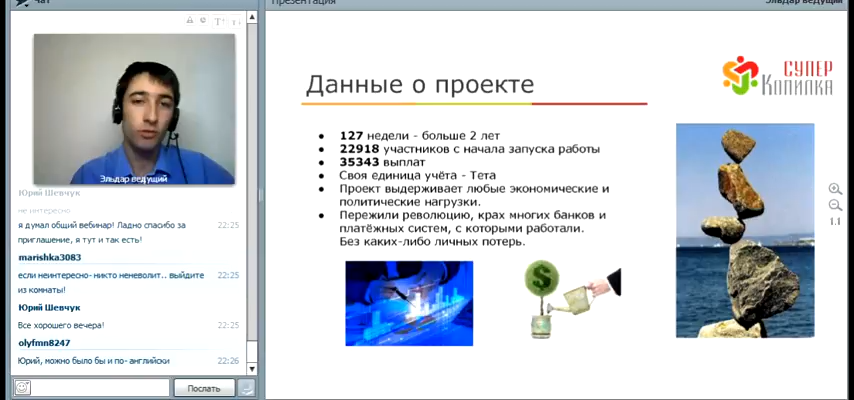 Чат
Эльдар ведущий
Юрий Шевчук
не интересно
я думал общий вебинар! Ладно спасибо за 22:25
приглашение, я тут и так есть!
marishka3083
если неинтересно- никто неневолит.. выйдите 22:25
из комнаты!
Юрий Шевчук
Все хорошего вечера! 22:25
olyfmn8247
Юрий, можно было бы и по- английски 22:26
Послать
Презентация
Эльдар ведущий
Данные о проекте
СУПЕР
Копилка
127 недели - больше 2 лет
22918 участников с начала запуска работы
35343 выплат
Своя единица учёта - Тета
Проект выдерживает любые экономические и
политические нагрузки.
Пережили революцию, крах многих банков и
платёжных систем, с которыми работали.
Без каких-либо личных потерь.
$
1.1